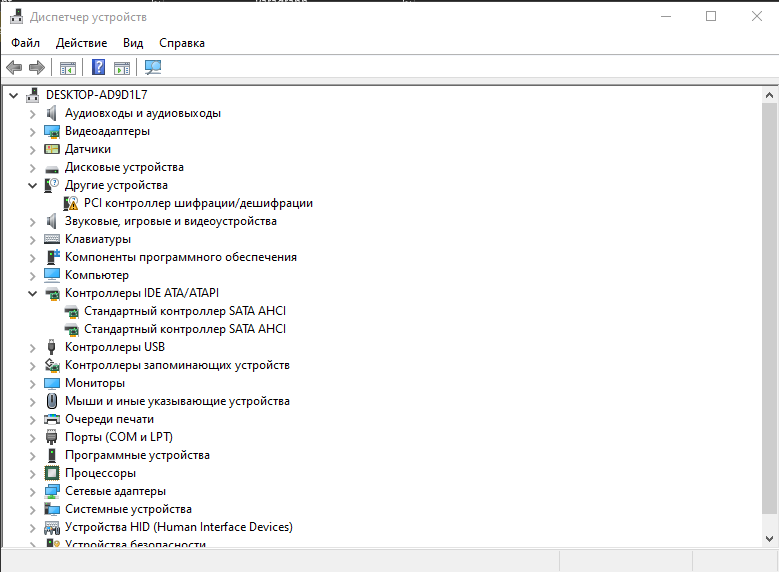 Диспетчер устройств
Файл Действие Вид Справка
DESKTOP-AD9D1L7
Аудиовходы и аудиовыходы
Видеоадаптеры
Датчики
Дисковые устройства
Другие устройства
PCI контроллер шифрации/дешифрации
Звуковые, игровые и видеоустройства
Клавиатуры
Компоненты программного обеспечения
Компьютер
Контроллеры IDE ATA/ATAPI
Стандартный контроллер SATA AHCI
Стандартный контроллер SATA AHCI
Контроллеры USB
Контроллеры запоминающих устройств
Мониторы
Мыши и иные указывающие устройства
Очереди печати
Порты (COM и LPT)
Программные устройства
Процессоры
Сетевые адаптеры
Системные устройства
Устройства HID (Human Interface Devices)
Устройства безопасности